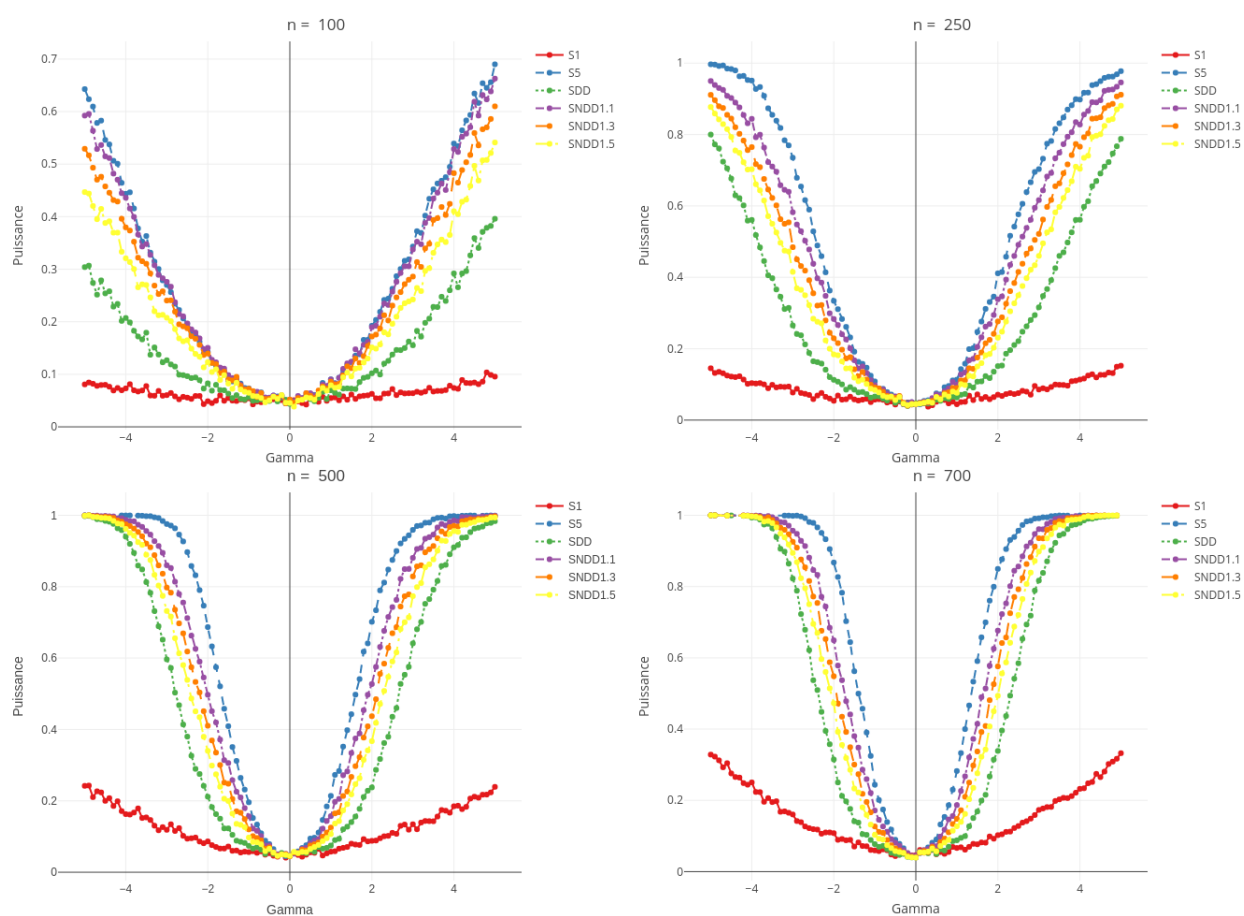 n = 100
0.7
0.6
0.5
0.4
0.3
0.2
0.1
0
Puissance
−4
−2
0
2
4
Gamma
S1
S5
SDD
SNDD1.1
SNDD1.3
SNDD1.5
n = 250
1
0.8
0.6
0.4
0.2
0
Puissance
−4
−2
0
2
4
Gamma
S1
S5
SDD
SNDD1.1
SNDD1.3
SNDD1.5
n = 500
1
0.8
0.6
0.4
0.2
0
Puissance
−4
−2
0
2
4
Gamma
S1
S5
SDD
SNDD1.1
SNDD1.3
SNDD1.5
n = 700
1
0.8
0.6
0.4
0.2
0
Puissance
−4
−2
0
2
4
Gamma
S1
S5
SDD
SNDD1.1
SNDD1.3
SNDD1.5